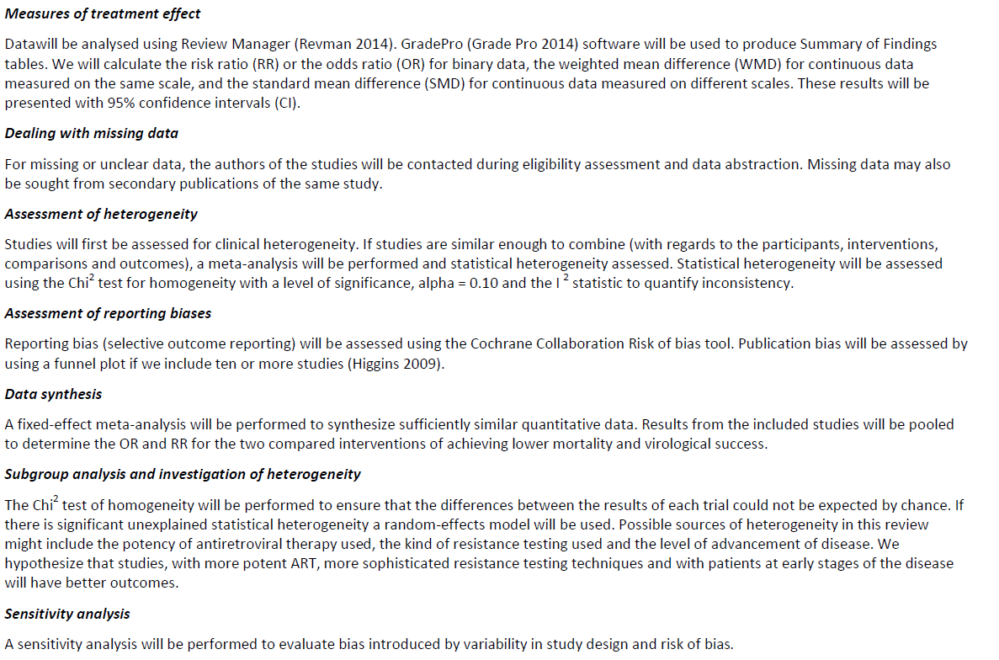 Measures of treatment effect
Datawill be analysed using Review Manager (Revman 2014). GradePro (Grade Pro 2014) software will be used to produce Summary of Findings
tables. We will calculate the risk ratio (RR) or the odds ratio (OR) for binary data, the weighted mean difference (WMD) for continuous data
measured on the same scale, and the standard mean difference (SMD) for continuous data measured on different scales. These results will be
presented with 95% confidence intervals (CI).
Dealing with missing data
For missing or unclear data, the authors of the studies will be contacted during eligibility assessment and data abstraction. Missing data may also
be sought from secondary publications of the same study.
Assessment of heterogeneity
Studies will first be assessed for clinical heterogeneity. If studies are similar enough to combine (with regards to the participants, interventions,
comparisons and outcomes), a meta-analysis will be performed and statistical heterogeneity assessed. Statistical heterogeneity will be assessed
using the Chi² test for homogeneity with a level of significance, alpha = 0.10 and the I ² statistic to quantify inconsistency.
Assessment of reporting biases
Reporting bias (selective outcome reporting) will be assessed using the Cochrane Collaboration Risk of bias tool. Publication bias will be assessed by
using a funnel plot if we include ten or more studies (Higgins 2009).
Data synthesis
A fixed-effect meta-analysis will be performed to synthesize sufficiently similar quantitative data. Results from the included studies will be pooled
to determine the OR and RR for the two compared interventions of achieving lower mortality and virological success.
Subgroup analysis and investigation of heterogeneity
The Chi² test of homogeneity will be performed to ensure that the differences between the results of each trial could not be expected by chance. If
there is significant unexplained statistical heterogeneity a random-effects model will be used. Possible sources of heterogeneity in this review
might include the potency of antiretroviral therapy used, the kind of resistance testing used and the level of advancement of disease. We
hypothesize that studies, with more potent ART, more sophisticated resistance testing techniques and with patients at early stages of the disease
will have better outcomes.
Sensitivity analysis
A sensitivity analysis will be performed to evaluate bias introduced by variability in study design and risk of bias.